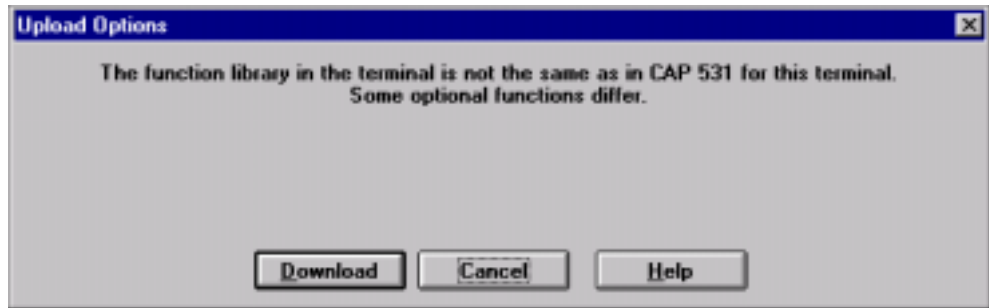 Upload Options
The function library in the terminal is not the same as in CAP 531 for this terminal.
Some optional functions differ.
Download Cancel Help